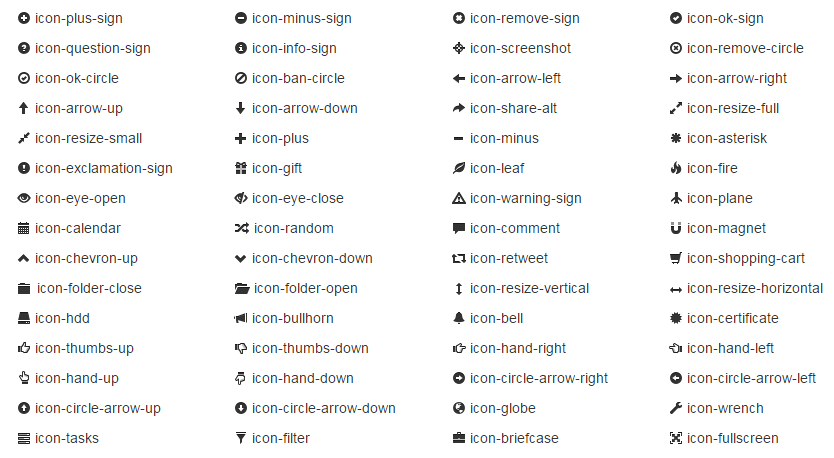 icon-plus-sign icon-minus-sign icon-remove-sign icon-ok-sign
icon-question-sign icon-info-sign icon-screenshot icon-remove-circle
icon-ok-circle icon-ban-circle icon-arrow-left icon-arrow-right
icon-arrow-up icon-arrow-down icon-share-alt icon-resize-full
icon-resize-small icon-plus icon-minus icon-asterisk
icon-exclamation-sign icon-gift icon-leaf icon-fire
icon-eye-open icon-eye-close icon-warning-sign icon-plane
icon-calendar icon-random icon-comment icon-magnet
icon-chevron-up icon-chevron-down icon-retweet icon-shopping-cart
icon-folder-close icon-folder-open icon-resize-vertical icon-resize-horizontal
icon-hdd icon-bullhorn icon-bell icon-certificate
icon-thumbs-up icon-thumbs-down icon-hand-right icon-hand-left
icon-hand-up icon-hand-down icon-circle-arrow-right icon-circle-arrow-left
icon-circle-arrow-up icon-circle-arrow-down icon-globe icon-wrench
icon-tasks icon-filter icon-briefcase icon-fullscreen